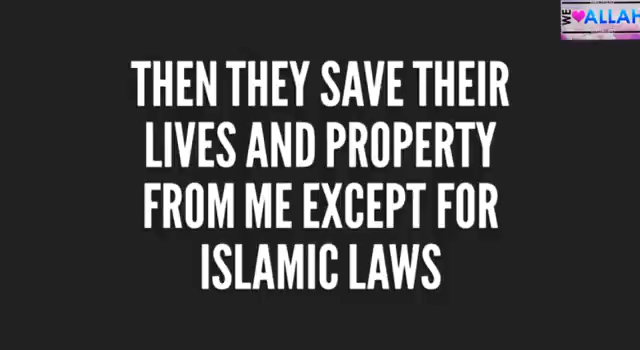 WE ❤ ALLAH
THEN THEY SAVE THEIR
LIVES AND PROPERTY
FROM ME EXCEPT FOR
ISLAMIC LAWS